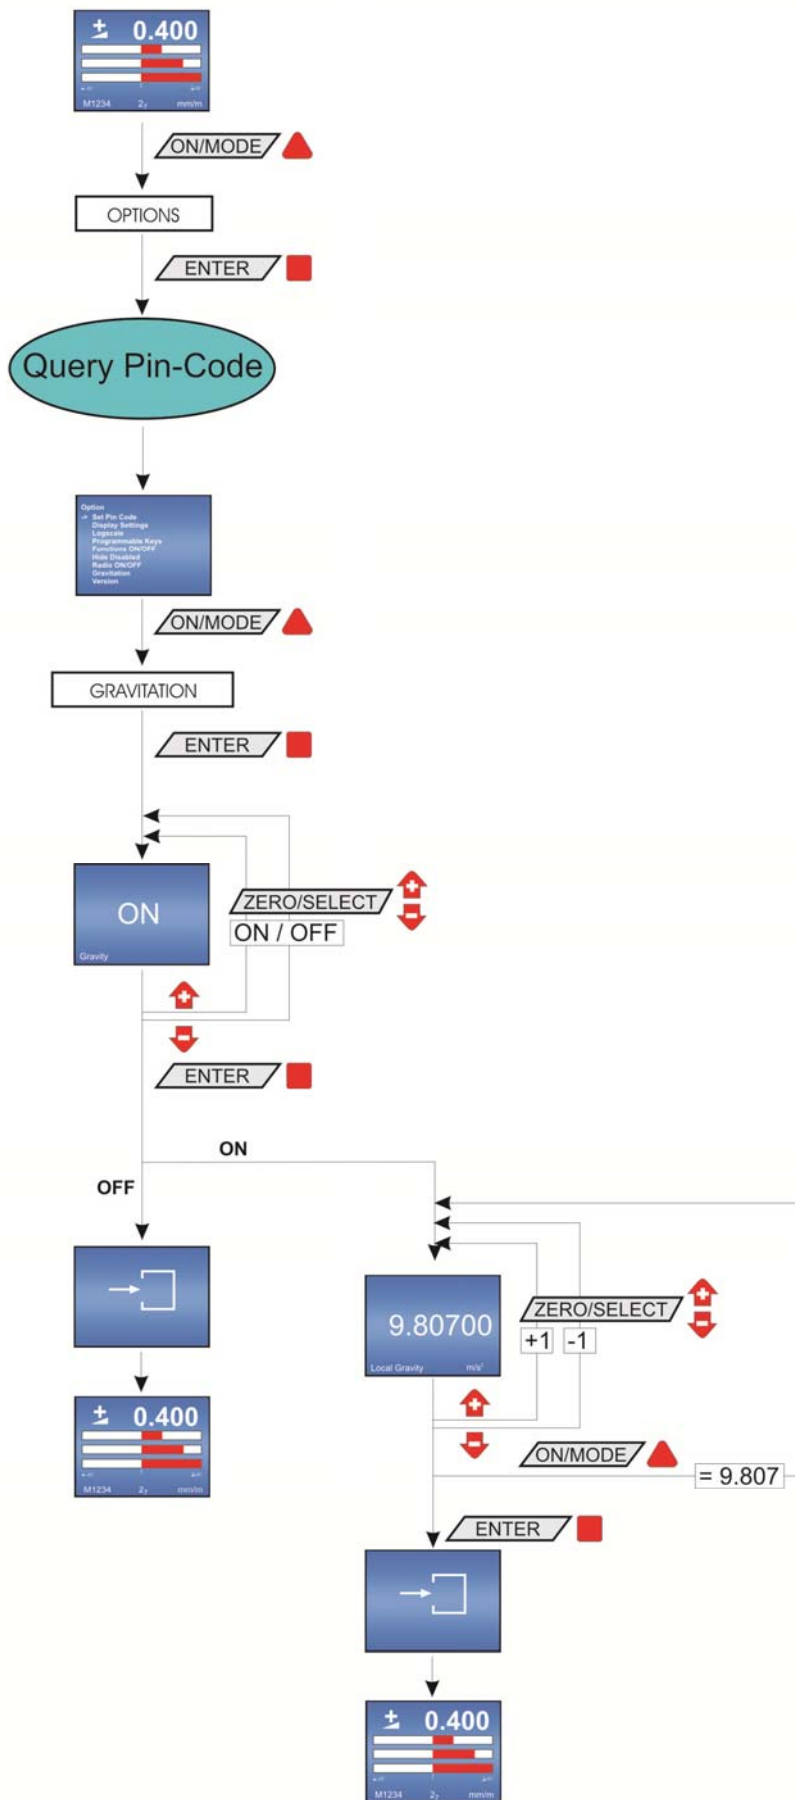 ± 0.400
M1234 2₇ mm/m
ON/MODE
OPTIONS
ENTER
Query Pin-Code
Option
-> Set Pin Code
Display Settings
Logscale
Programmable Keys
Functions ON/OFF
Hide Disabled
Radio ON/OFF
Gravitation
Version
ON/MODE
GRAVITATION
ENTER
ON
Gravity
ZERO/SELECT
ON / OFF
ENTER
ON
OFF
9.80700
Local Gravity m/s²
ZERO/SELECT
+1 -1
± 0.400
M1234 2₇ mm/m
ON/MODE
= 9.807
ENTER
± 0.400
M1234 2₇ mm/m